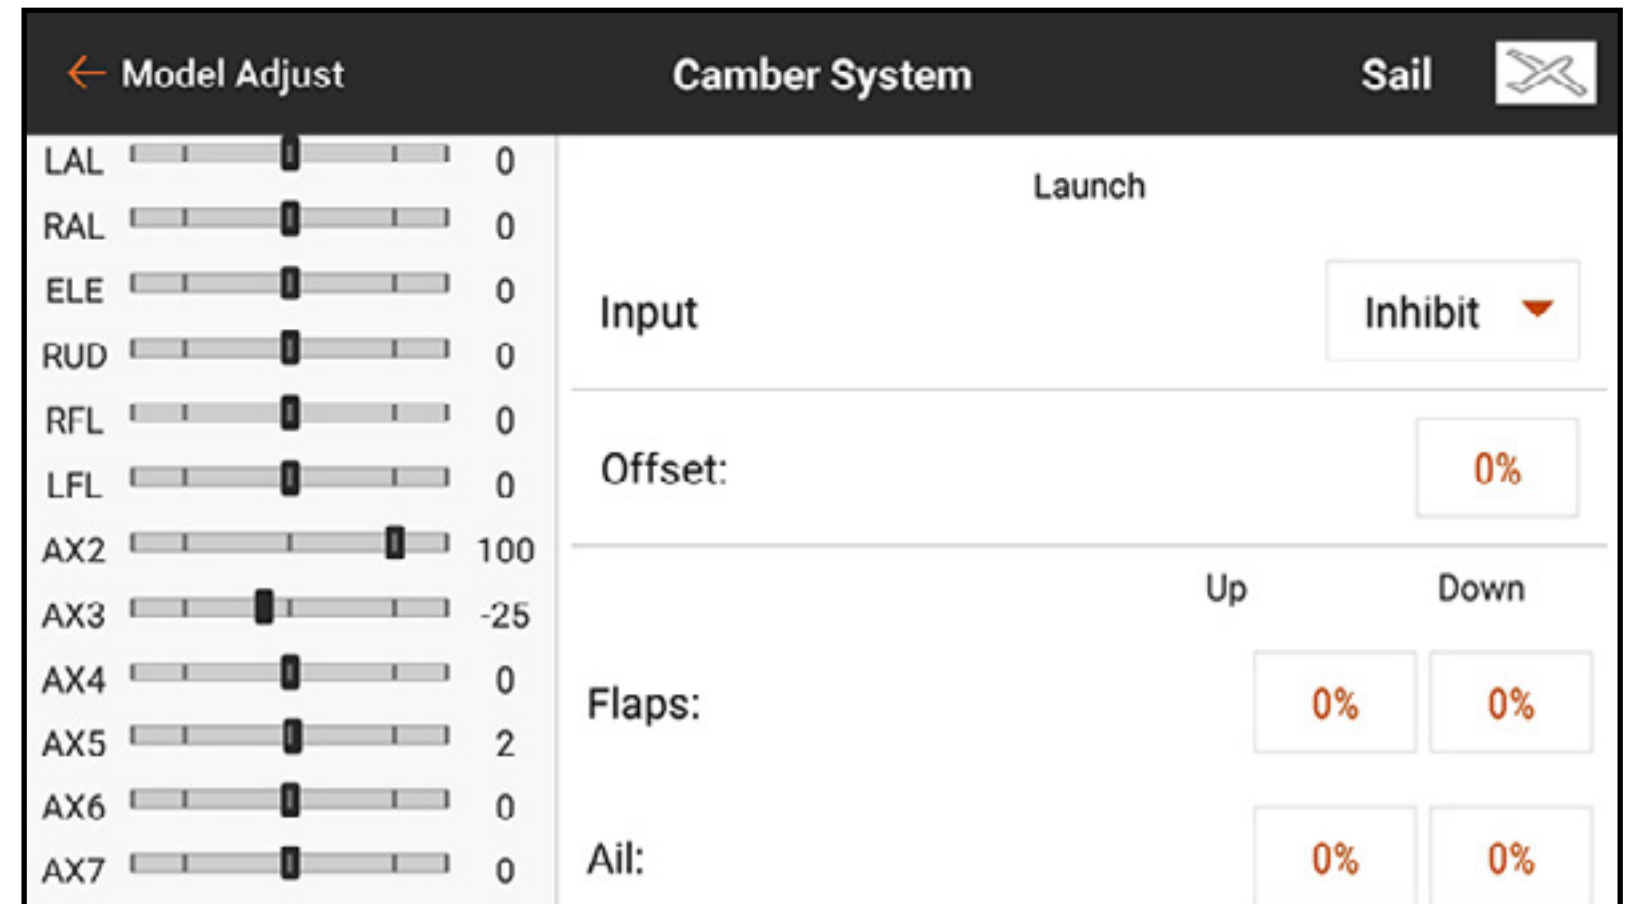 ← Model Adjust Camber System Sail
LAL 0
RAL 0
ELE 0
RUD 0
RFL 0
LFL 0
AX2 100
AX3 -25
AX4 0
AX5 2
AX6 0
AX7 0
Launch
Input Inhibit
Offset: 0%
Up Down
Flaps: 0% 0%
Ail: 0% 0%